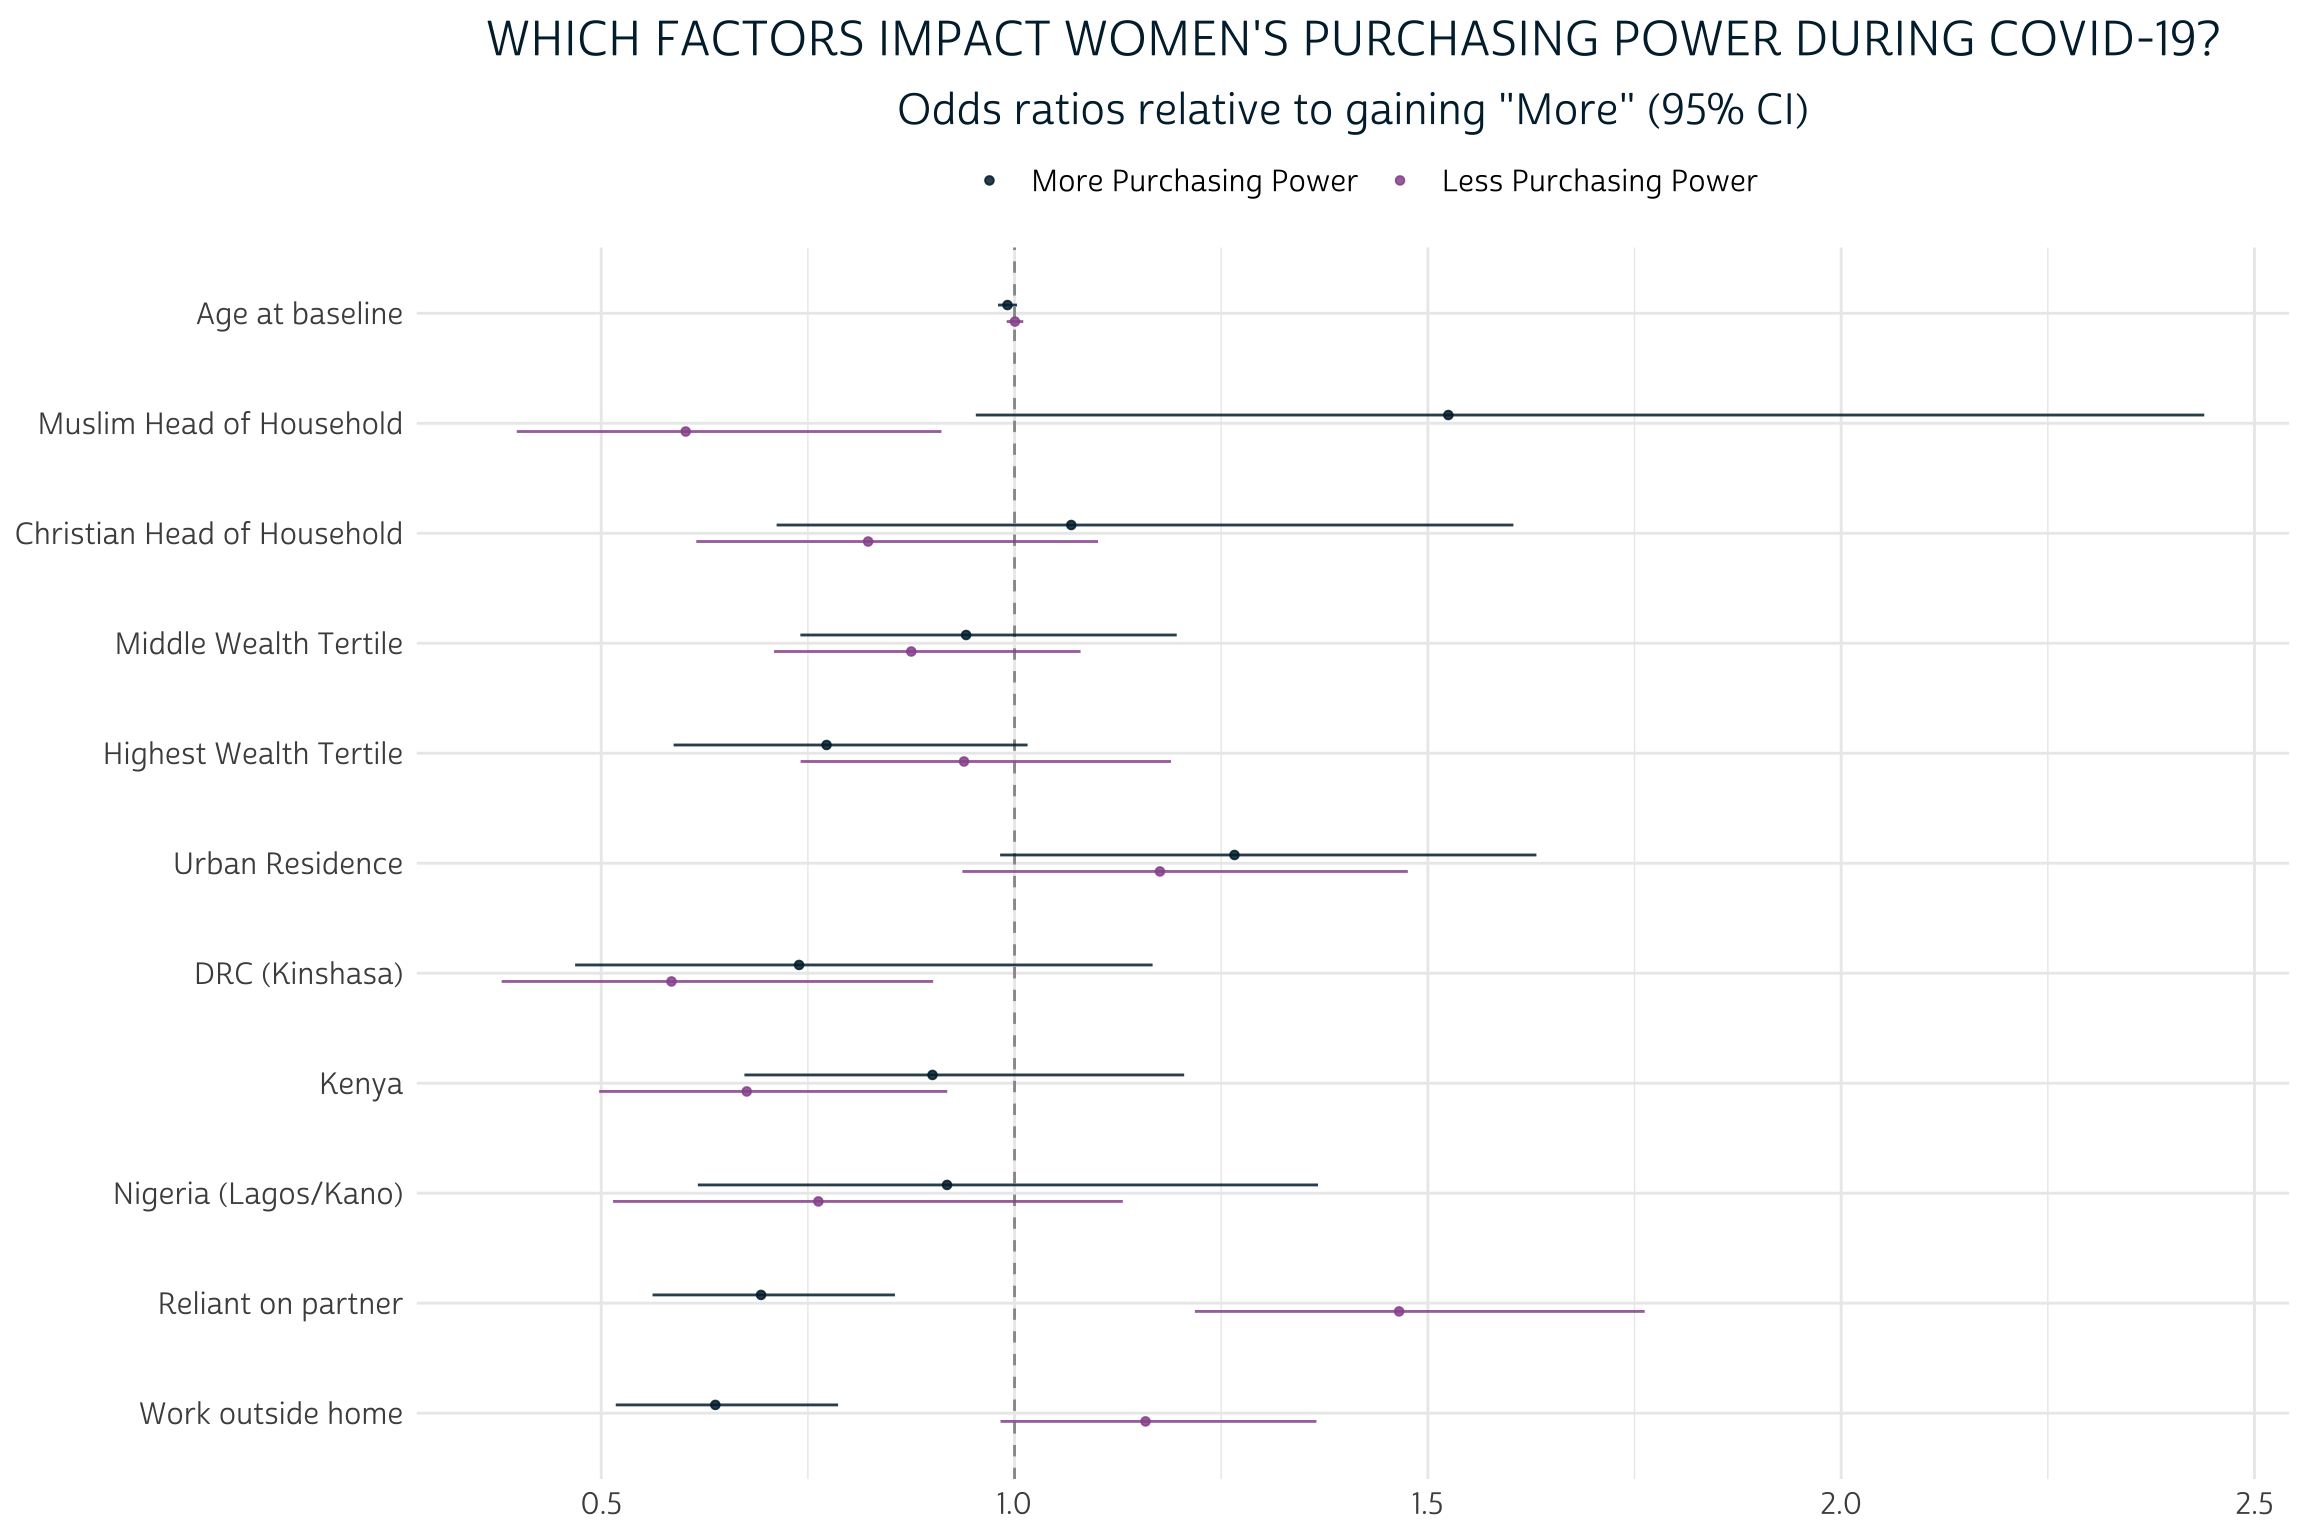 WHICH FACTORS IMPACT WOMEN'S PURCHASING POWER DURING COVID-19?
Odds ratios relative to gaining "More" (95% CI)
More Purchasing Power
Less Purchasing Power
Age at baseline
Muslim Head of Household
Christian Head of Household
Middle Wealth Tertile
Highest Wealth Tertile
Urban Residence
DRC (Kinshasa)
Kenya
Nigeria (Lagos/Kano)
Reliant on partner
Work outside home
0.5
1.0
1.5
2.0
2.5